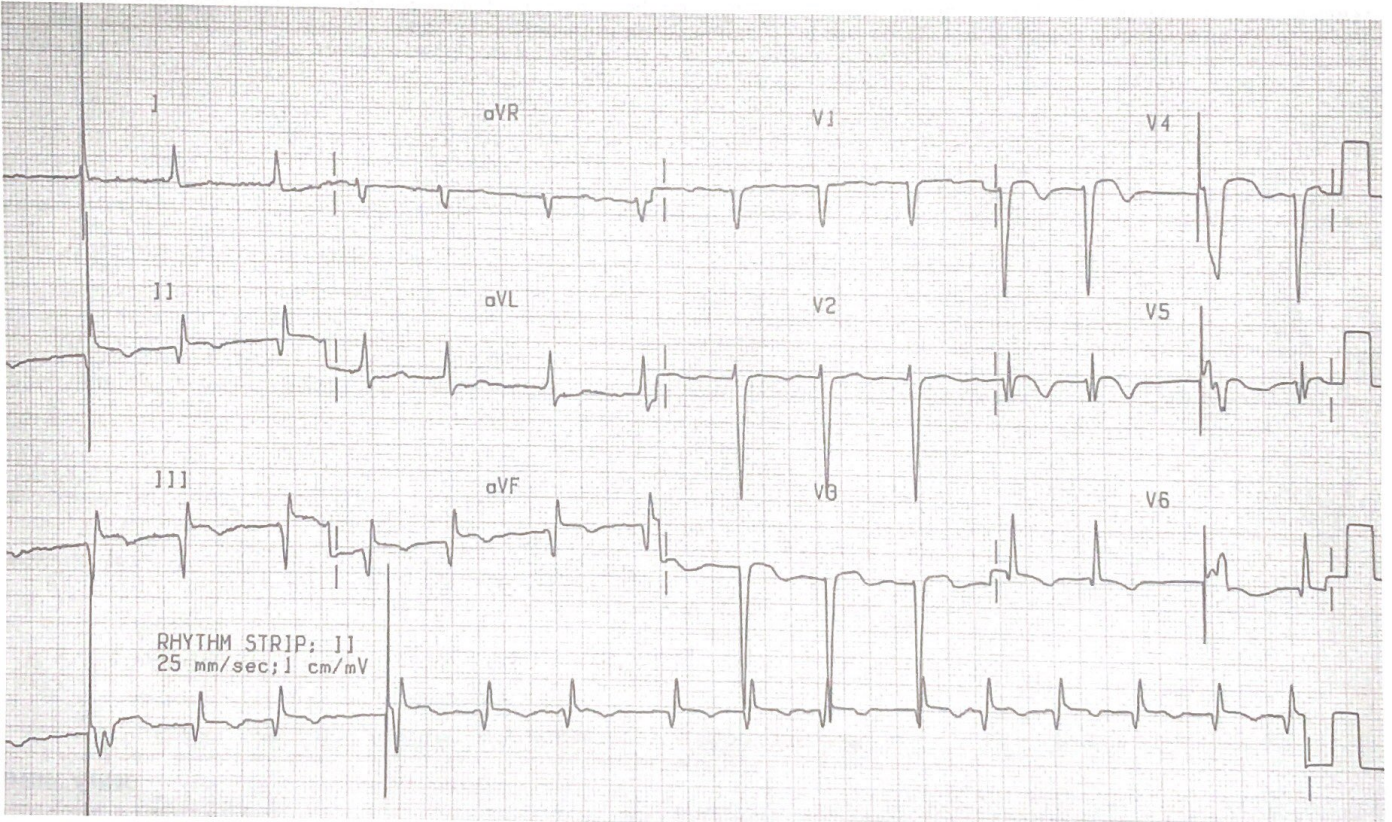 I aVR V1 V4
II aVL V2 V5
III aVF V3 V6
RHYTHM STRIP: II
25 mm/sec;1 cm/mV